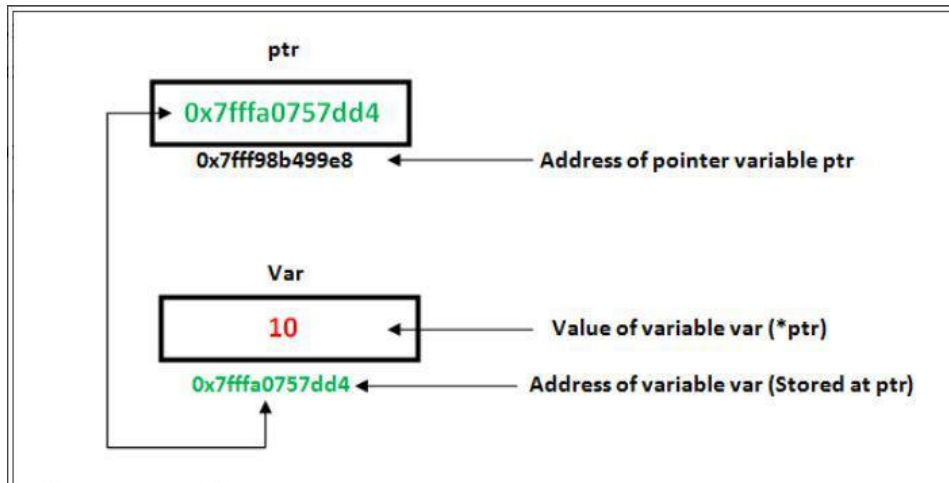 ptr
0x7fffa0757dd4
0x7fff98b499e8 Address of pointer variable ptr
Var
10 Value of variable var (*ptr)
0x7fffa0757dd4 Address of variable var (Stored at ptr)